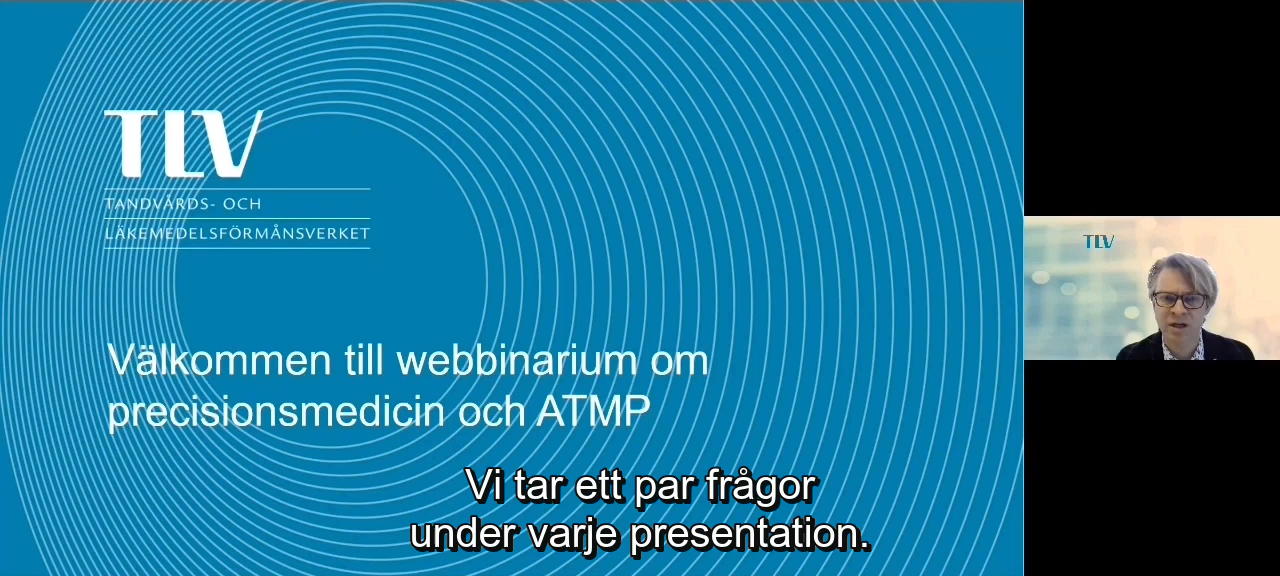 TLV
TANDVÅRDS- OCH
LÄKEMEDELSFÖRMÅNSVERKET
Välkommen till webbinarium om
precisionsmedicin och ATMP
Vi tar ett par frågor
under varje presentation.
TLV